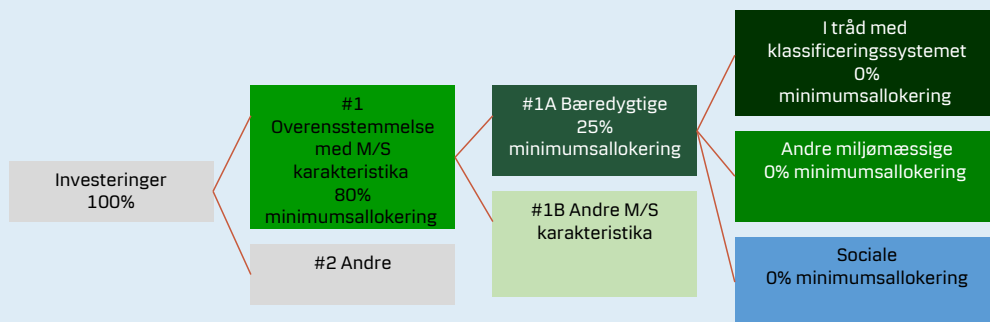 Investeringer
100%
#1
Overensstemmelse
med M/S
karakteristika
80%
minimumsallokering
#2 Andre
#1A Bæredygtige
25%
minimumsallokering
#1B Andre M/S
karakteristika
I tråd med
klassificeringssystemet
0%
minimumsallokering
Andre miljømæssige
0% minimumsallokering
Sociale
0% minimumsallokering